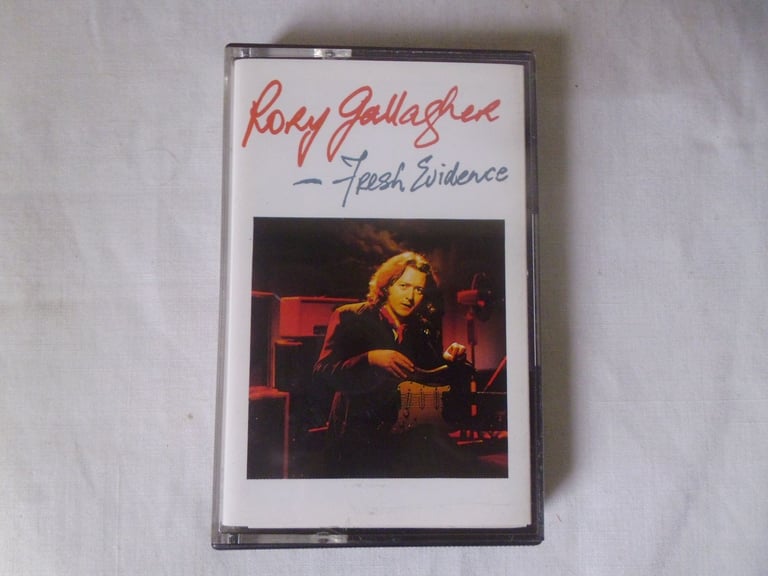 Rory Gallagher
- Fresh Evidence